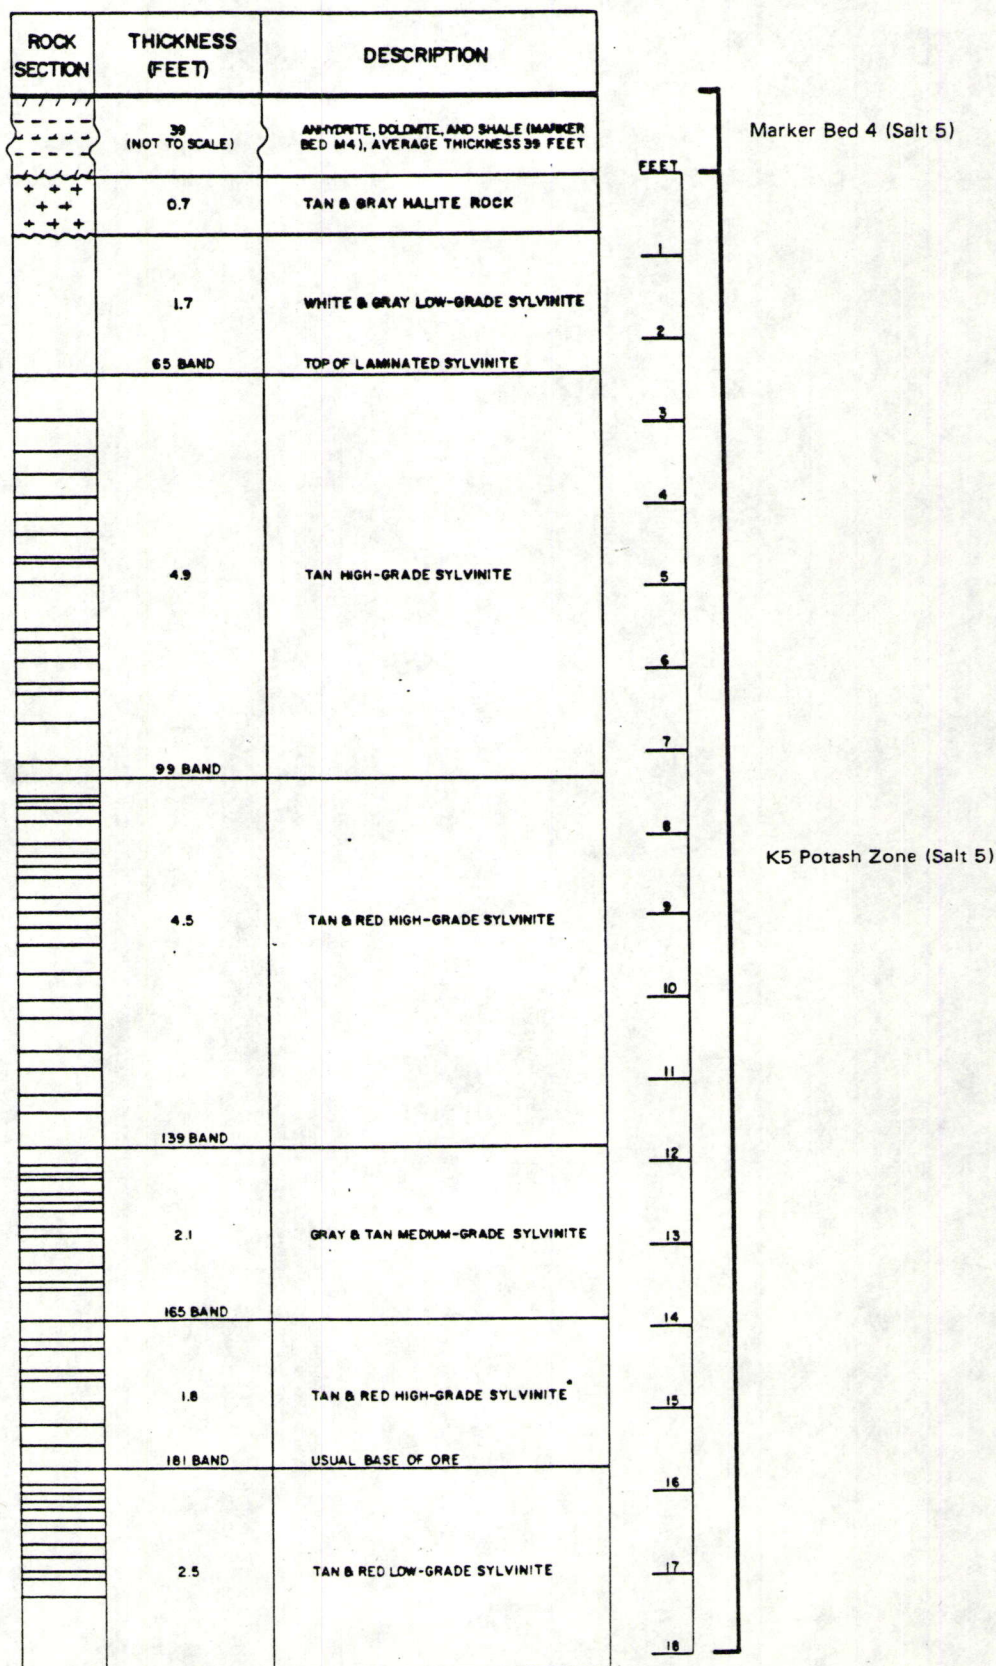 ROCK SECTION
THICKNESS (FEET)
DESCRIPTION
39
(NOT TO SCALE)
ANHYDRITE, DOLOMITE, AND SHALE (MARKER
BED M4), AVERAGE THICKNESS 39 FEET
Marker Bed 4 (Salt 5)
FEET
0.7
TAN & GRAY HALITE ROCK
1
1.7
WHITE & GRAY LOW-GRADE SYLVINITE
2
65 BAND
TOP OF LAMINATED SYLVINITE
3
4
4.9
TAN HIGH-GRADE SYLVINITE
5
6
7
99 BAND
8
K5 Potash Zone (Salt 5)
4.5
TAN & RED HIGH-GRADE SYLVINITE
9
10
11
139 BAND
12
2.1
GRAY & TAN MEDIUM-GRADE SYLVINITE
13
165 BAND
14
1.8
TAN & RED HIGH-GRADE SYLVINITE
15
181 BAND
USUAL BASE OF ORE
16
2.5
TAN & RED LOW-GRADE SYLVINITE
17
18